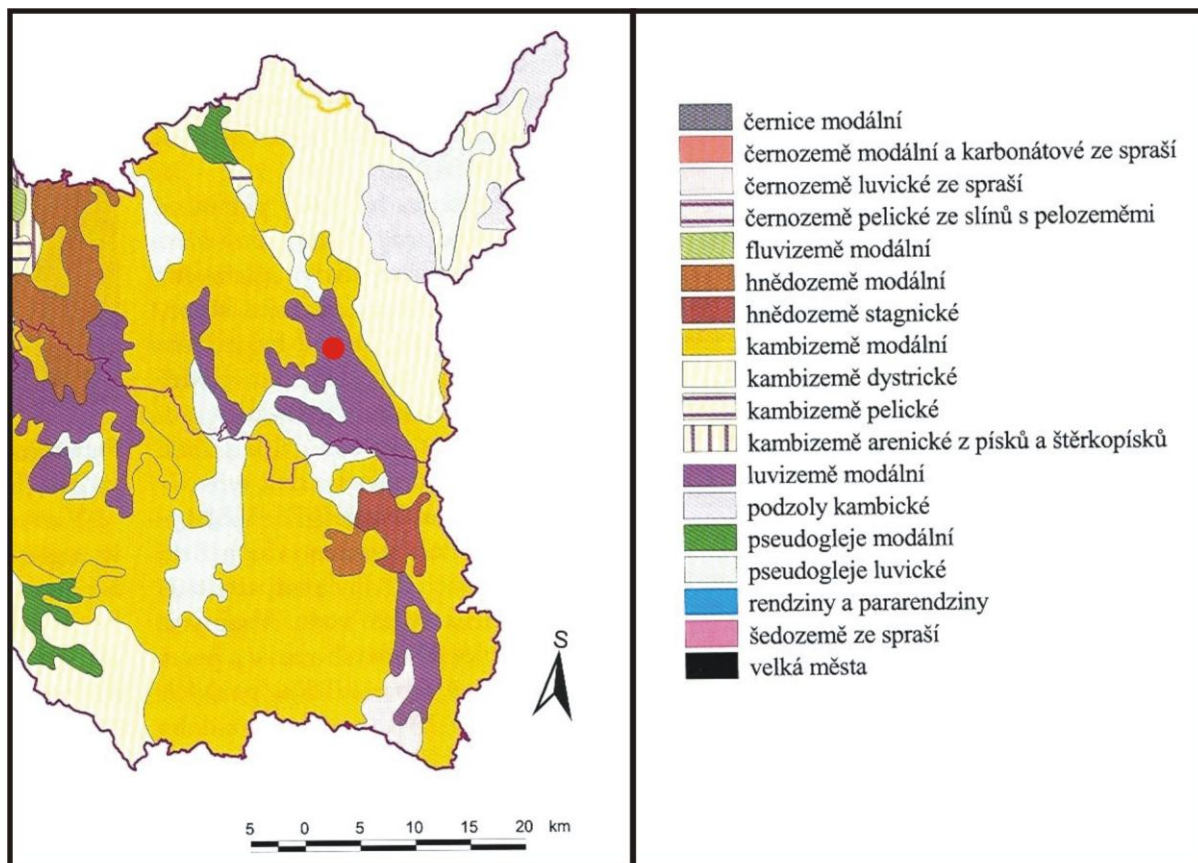 S
5 0 5 10 15 20 km
černice modální
černozemě modální a karbonátové ze spraší
černozemě luvické ze spraší
černozemě pelické ze slínů s pelozeměmi
fluvizemě modální
hnědozemě modální
hnědozemě stagnické
kambizemě modální
kambizemě dystrické
kambizemě pelické
kambizemě arenické z písků a štěrkopísků
luvizemě modální
podzoly kambické
pseudogleje modální
pseudogleje luvické
rendziny a pararendziny
šedozemě ze spraší
velká města